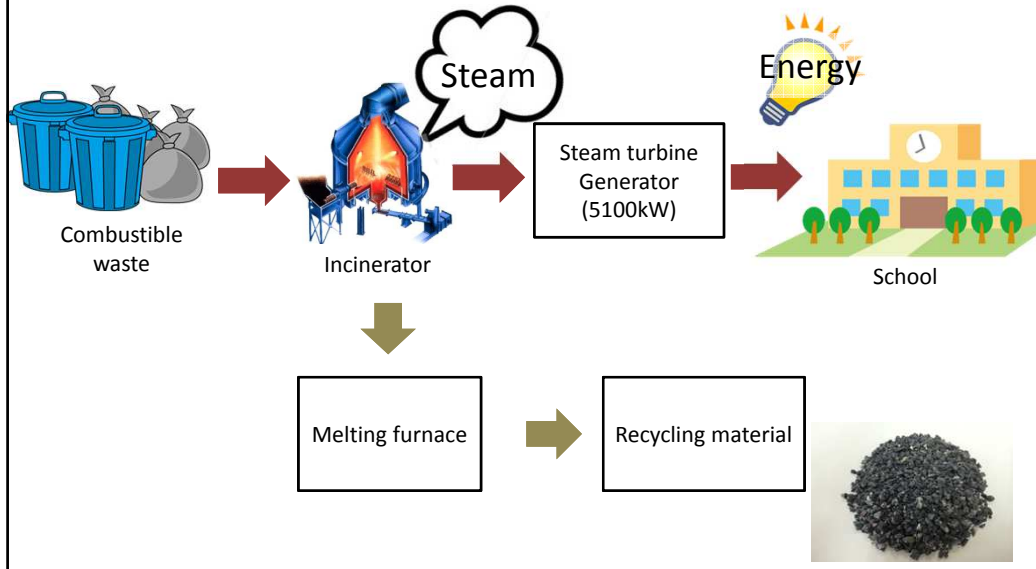 Steam
Energy
Combustible
waste
Incinerator
Steam turbine
Generator
(5100kW)
School
Melting furnace
Recycling material